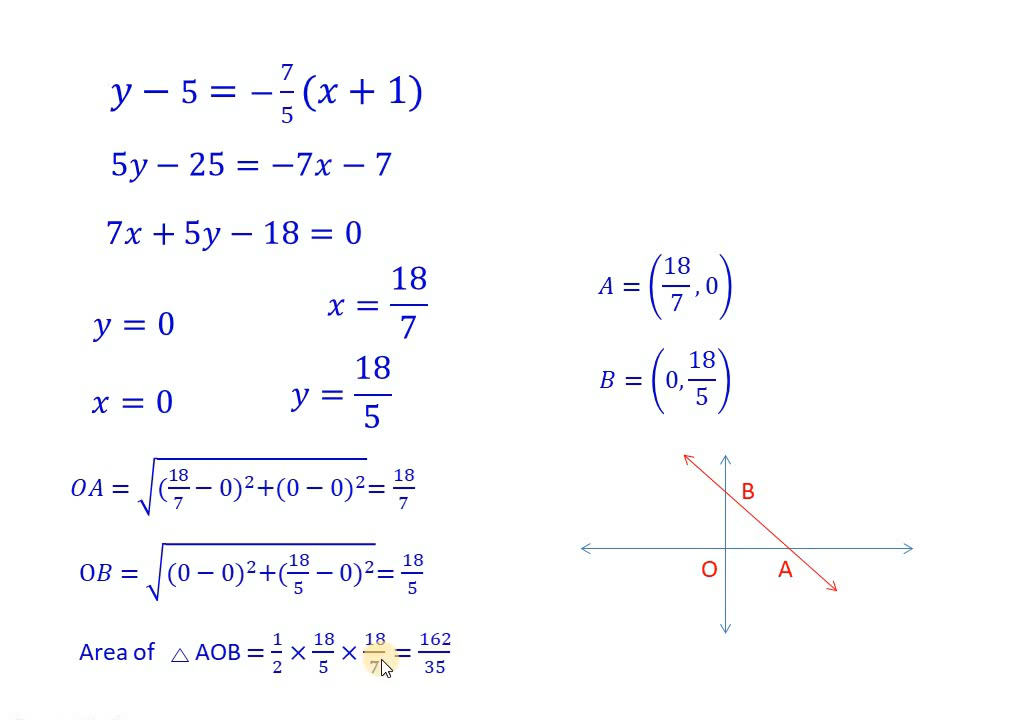 y − 5 = −7/5 (x + 1)
5y − 25 = −7x − 7
7x + 5y − 18 = 0
y = 0 x = 18/7
x = 0 y = 18/5
A = (18/7, 0)
B = (0, 18/5)
OA = √((18/7 − 0)²+(0 − 0)²) = 18/7
OB = √((0 − 0)²+(18/5 − 0)²) = 18/5
Area of △ AOB = 1/2 × 18/5 × 18/7 = 162/35
B
O A